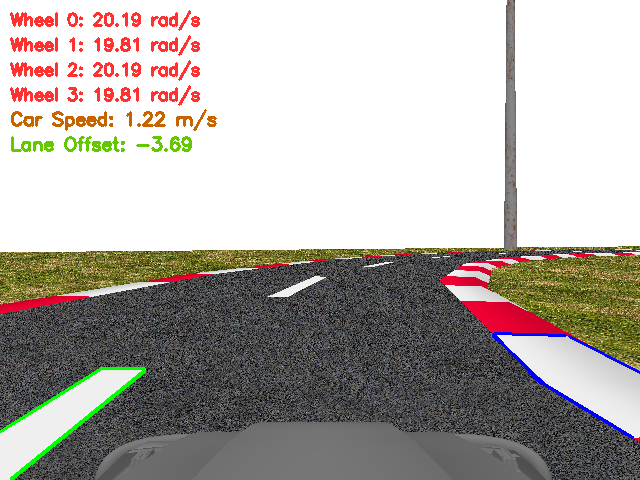 Wheel 0: 20.19 rad/s
Wheel 1: 19.81 rad/s
Wheel 2: 20.19 rad/s
Wheel 3: 19.81 rad/s
Car Speed: 1.22 m/s
Lane Offset: -3.69